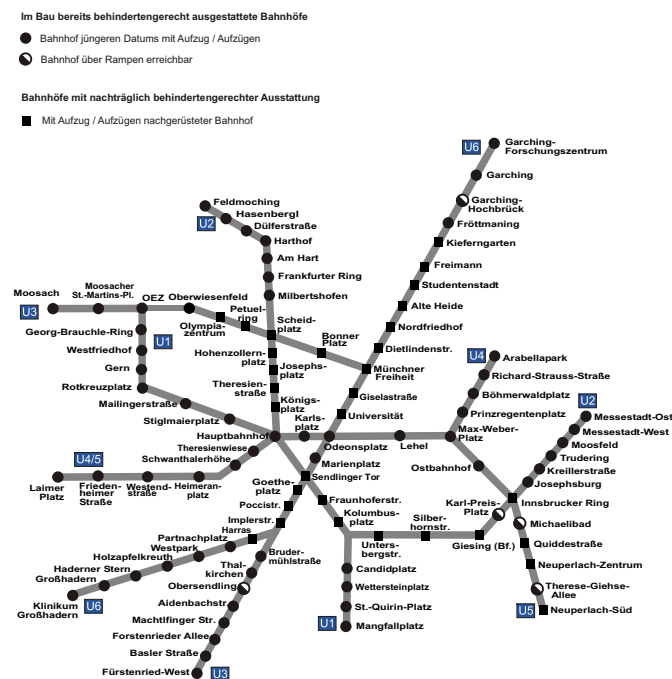 Im Bau bereits behindertengerecht ausgestattete Bahnhöfe
Bahnhof jüngeren Datums mit Aufzug / Aufzügen
Bahnhof über Rampen erreichbar
Bahnhöfe mit nachträglich behindertengerechter Ausstattung
Mit Aufzug / Aufzügen nachgerüsteter Bahnhof
U6
Garching-
Forschungszentrum
Garching
Garching-
Hochbrück
Fröttmaning
Kieferngarten
Freimann
Studentenstadt
Alte Heide
Nordfriedhof
Dietlindenstr.
Münchner
Freiheit
Giselastraße
Universität
Feldmoching
Hasenbergl
Dülferstraße
U2
Harthof
Am Hart
Frankfurter Ring
Milbertshofen
Moosach
U3
Moosacher
St.-Martins-Pl.
OEZ
Oberwiesenfeld
Olympia-
zentrum
Petuel-
ring
Scheid-
platz
Bonner
Platz
Georg-Brauchle-Ring
U1
Westfriedhof
Gern
Rotkreuzplatz
Mailingerstraße
Stiglmaierplatz
Hohenzollern-
platz
Josephs-
platz
Theresien-
straße
Königs-
platz
Karls-
platz
Hauptbahnhof
Odeonsplatz
Lehel
Max-Weber-
Platz
U4
Arabellapark
Richard-Strauss-Straße
Böhmerwaldplatz
Prinzregentenplatz
U2
Messestadt-Ost
Messestadt-West
Moosfeld
Trudering
Kreillerstraße
Josephsburg
Innsbrucker Ring
Ostbahnhof
Theresienwiese
Schwanthalerhöhe
U4/5
Laimer
Platz
Frieden-
heimer
Straße
Westend-
straße
Heimeran-
platz
Marienplatz
Sendlinger Tor
Goethe-
platz
Poccistr.
Implerstr.
Harras
Partnachplatz
Westpark
Holzapfelkreuth
Haderner Stern
Großhadern
Klinikum
Großhadern
U6
Fraunhoferstr.
Kolumbus-
platz
Unters-
bergstr.
Silber-
hornstr.
Giesing (Bf.)
Karl-Preis-
Platz
Michaelibad
Quiddestraße
Neuperlach-Zentrum
Therese-Giehse-
Allee
U5
Neuperlach-Süd
Candidplatz
Wettersteinplatz
St.-Quirin-Platz
U1
Mangfallplatz
Bruder-
mühlstraße
Thal-
kirchen
Obersendling
Aidenbachstr.
Machtlfinger Str.
Forstenrieder Allee
Basler Straße
Fürstenried-West
U3